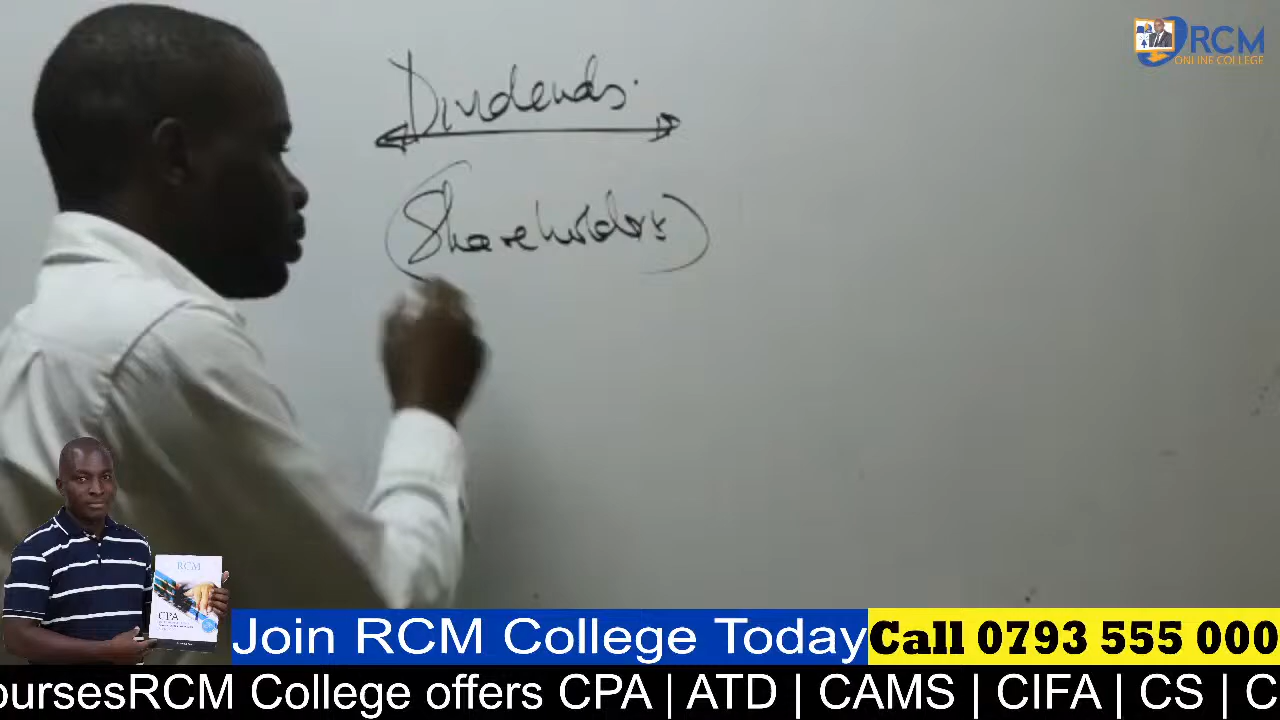 RCM
ONLINE COLLEGE
Dividends.
(Shareholders)
RCM
CPA
Join RCM College Today
Call 0793 555 000
oursesRCM College offers CPA | ATD | CAMS | CIFA | CS | C